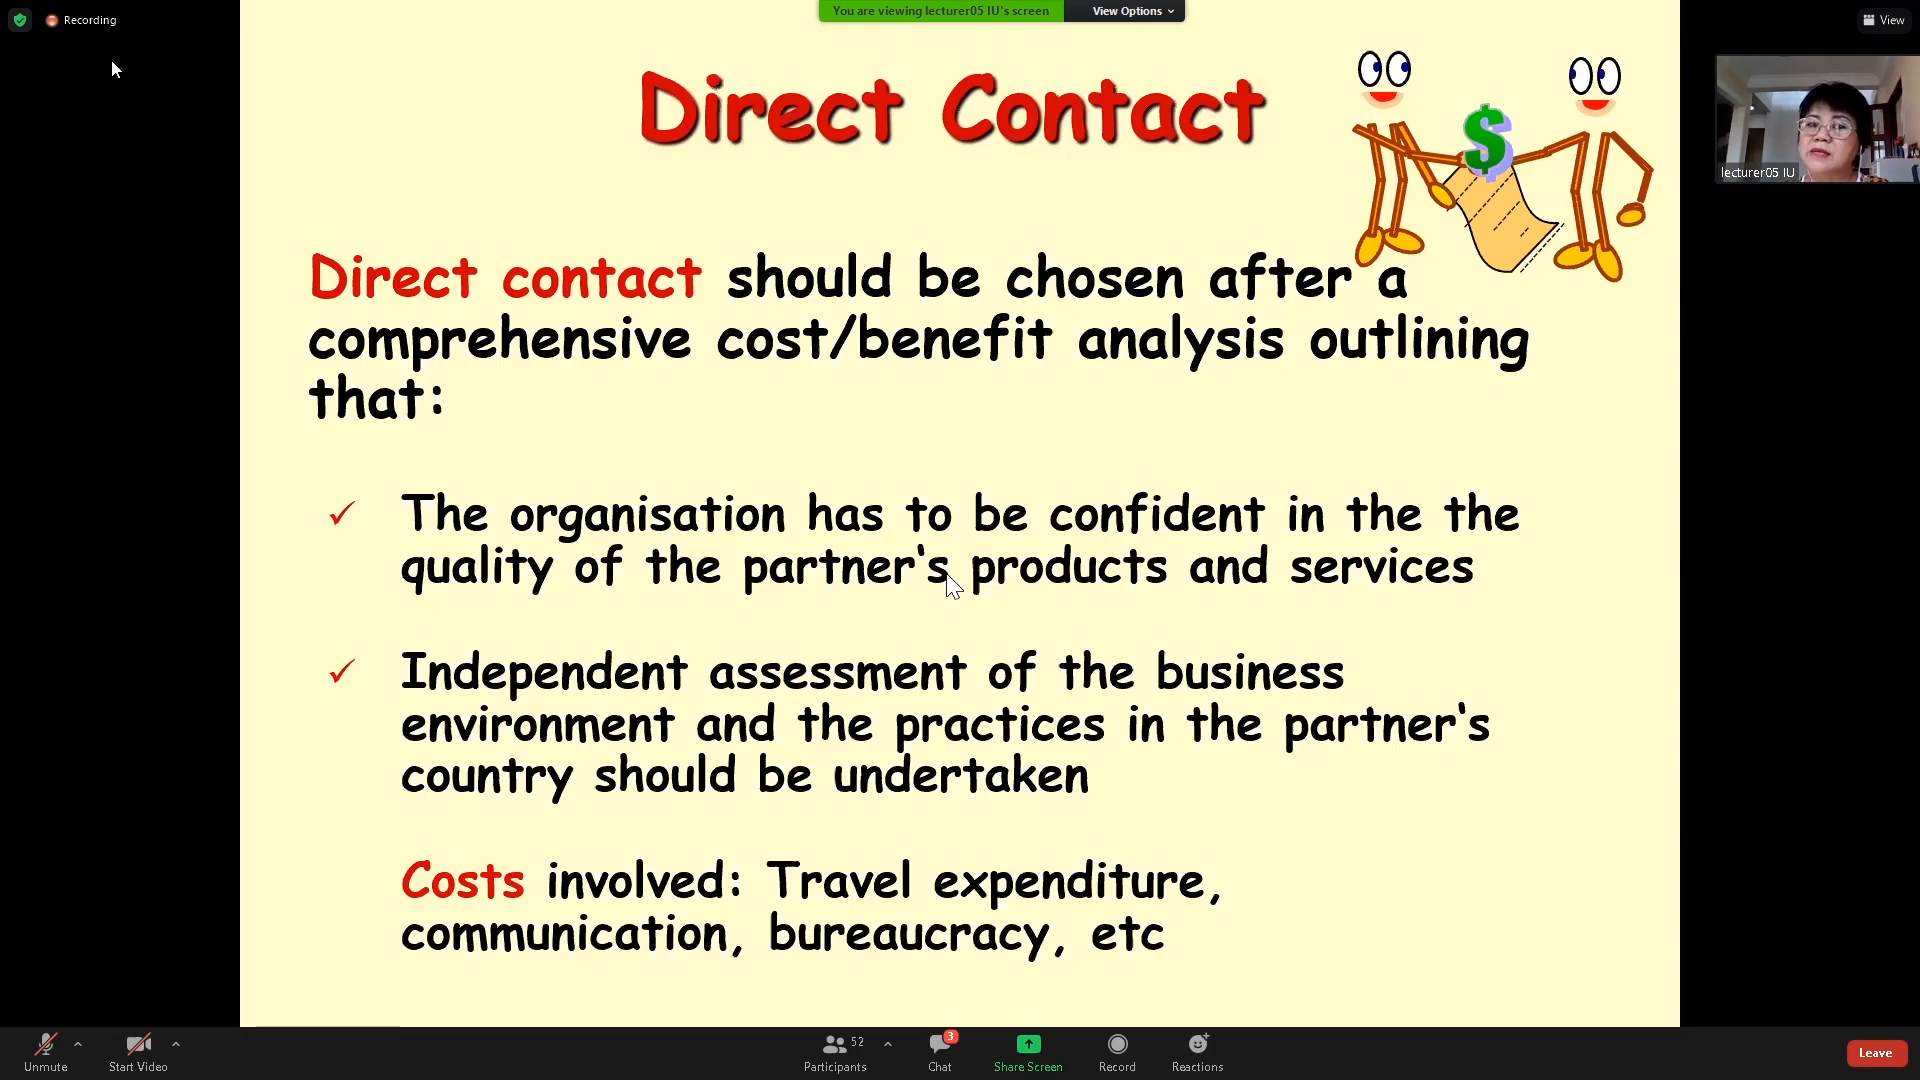 Recording
You are viewing lecturer05 IU's screen
View Options
View
Direct Contact
$
lecturer05 IU
Direct contact should be chosen after a
comprehensive cost/benefit analysis outlining
that:
✓ The organisation has to be confident in the the
quality of the partner's products and services
✓ Independent assessment of the business
environment and the practices in the partner's
country should be undertaken
Costs involved: Travel expenditure,
communication, bureaucracy, etc
Unmute
Start Video
52
Participants
3
Chat
Share Screen
Record
Reactions
Leave